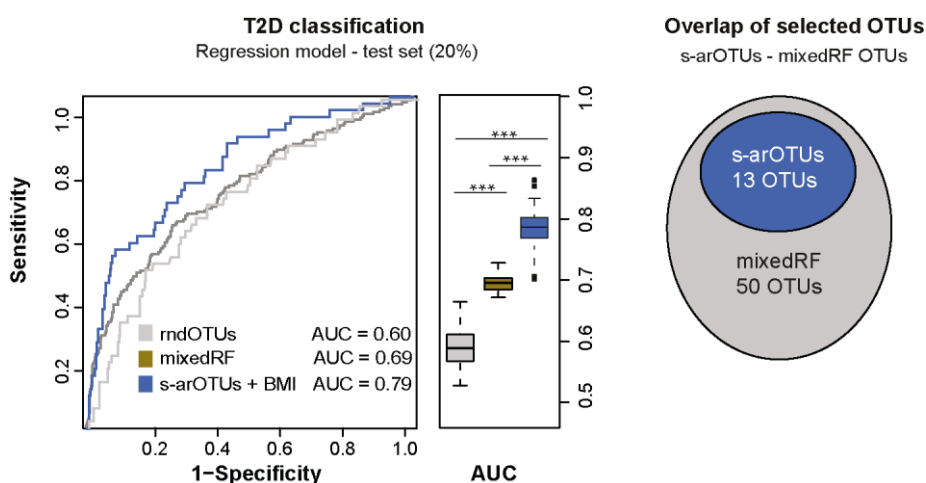 T2D classification
Regression model - test set (20%)
Sensitivity
1.0
0.8
0.6
0.4
0.2
rndOTUs AUC = 0.60
mixedRF AUC = 0.69
s-arOTUs + BMI AUC = 0.79
0.2 0.4 0.6 0.8 1.0
1−Specificity
***
***
***
1.0
0.9
0.8
0.7
0.6
0.5
AUC
Overlap of selected OTUs
s-arOTUs - mixedRF OTUs
s-arOTUs
13 OTUs
mixedRF
50 OTUs